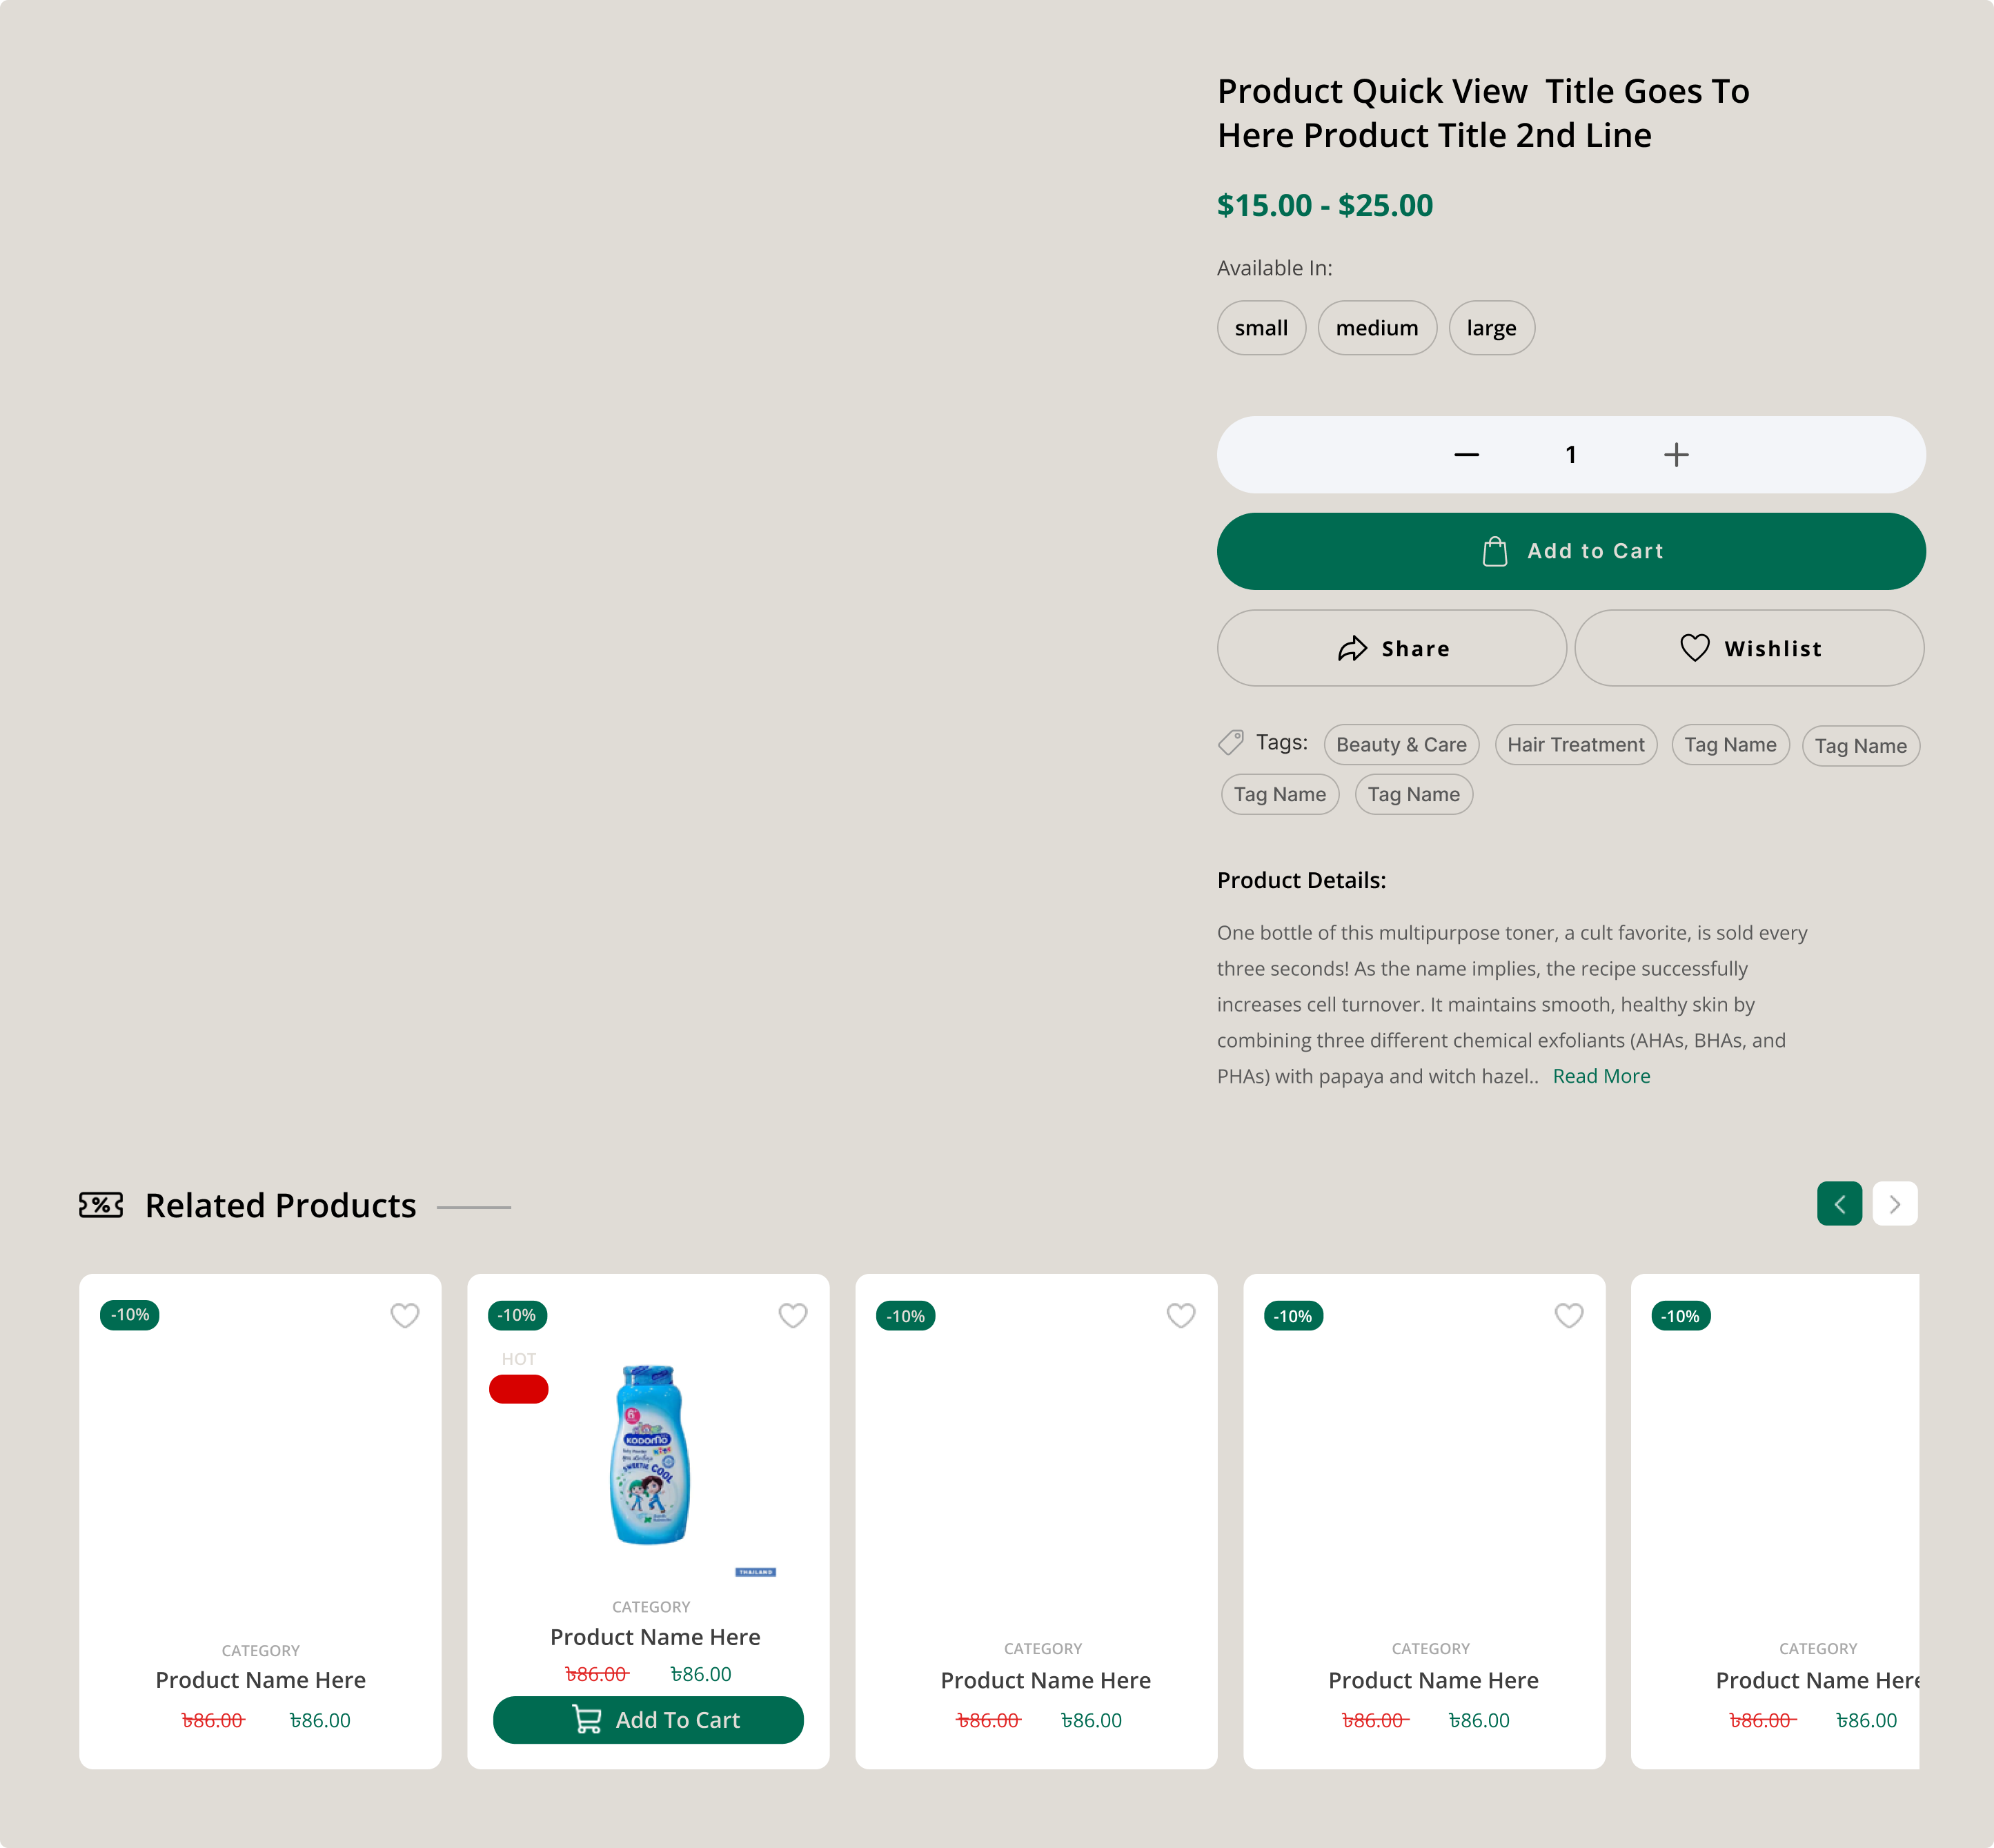 Product Quick View  Title Goes To
Here Product Title 2nd Line
$15.00 - $25.00
Available In:
small medium large
1
Add to Cart
Share Wishlist
Tags: Beauty & Care Hair Treatment Tag Name Tag Name
Tag Name Tag Name
Product Details:
One bottle of this multipurpose toner, a cult favorite, is sold every
three seconds! As the name implies, the recipe successfully
increases cell turnover. It maintains smooth, healthy skin by
combining three different chemical exfoliants (AHAs, BHAs, and
PHAs) with papaya and witch hazel.. Read More
Related Products
-10%
CATEGORY
Product Name Here
৳86.00 ৳86.00
-10%
HOT
6
KODOMO
Baby Powder
SWEETIE COOL
THAILAND
CATEGORY
Product Name Here
৳86.00 ৳86.00
Add To Cart
-10%
CATEGORY
Product Name Here
৳86.00 ৳86.00
-10%
CATEGORY
Product Name Here
৳86.00 ৳86.00
-10%
CATEGORY
Product Name Here
৳86.00 ৳86.00